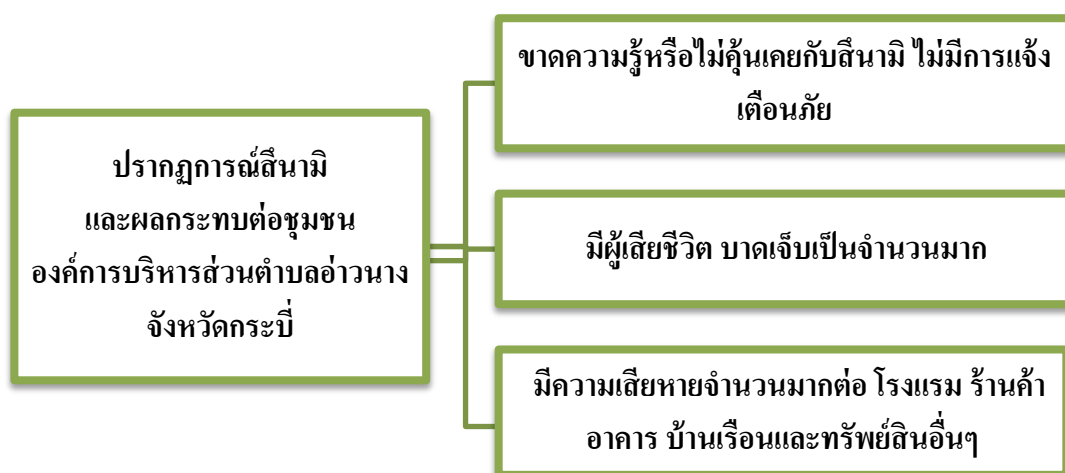 ปรากฏการณ์สึนามิ
และผลกระทบต่อชุมชน
องค์การบริหารส่วนตำบลอ่าวนาง
จังหวัดกระบี่
ขาดความรู้หรือไม่คุ้นเคยกับสึนามิ ไม่มีการแจ้ง
เตือนภัย
มีผู้เสียชีวิต บาดเจ็บเป็นจำนวนมาก
มีความเสียหายจำนวนมากต่อ โรงแรม ร้านค้า
อาคาร บ้านเรือนและทรัพย์สินอื่นๆ